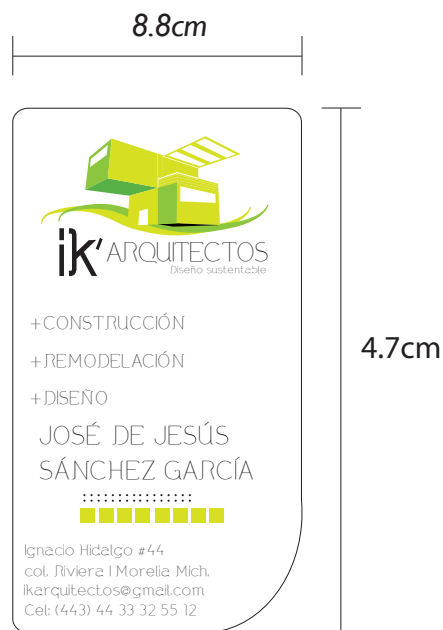 8.8cm
ik' ARQUITECTOS
Diseño sustentable
+CONSTRUCCIÓN
+REMODELACIÓN
+DISEÑO
4.7cm
JOSÉ DE JESÚS
SÁNCHEZ GARCÍA
Ignacio Hidalgo #44
col. Riviera | Morelia Mich.
ikarquitectos@gmail.com
Cel: (443) 44 33 32 55 12